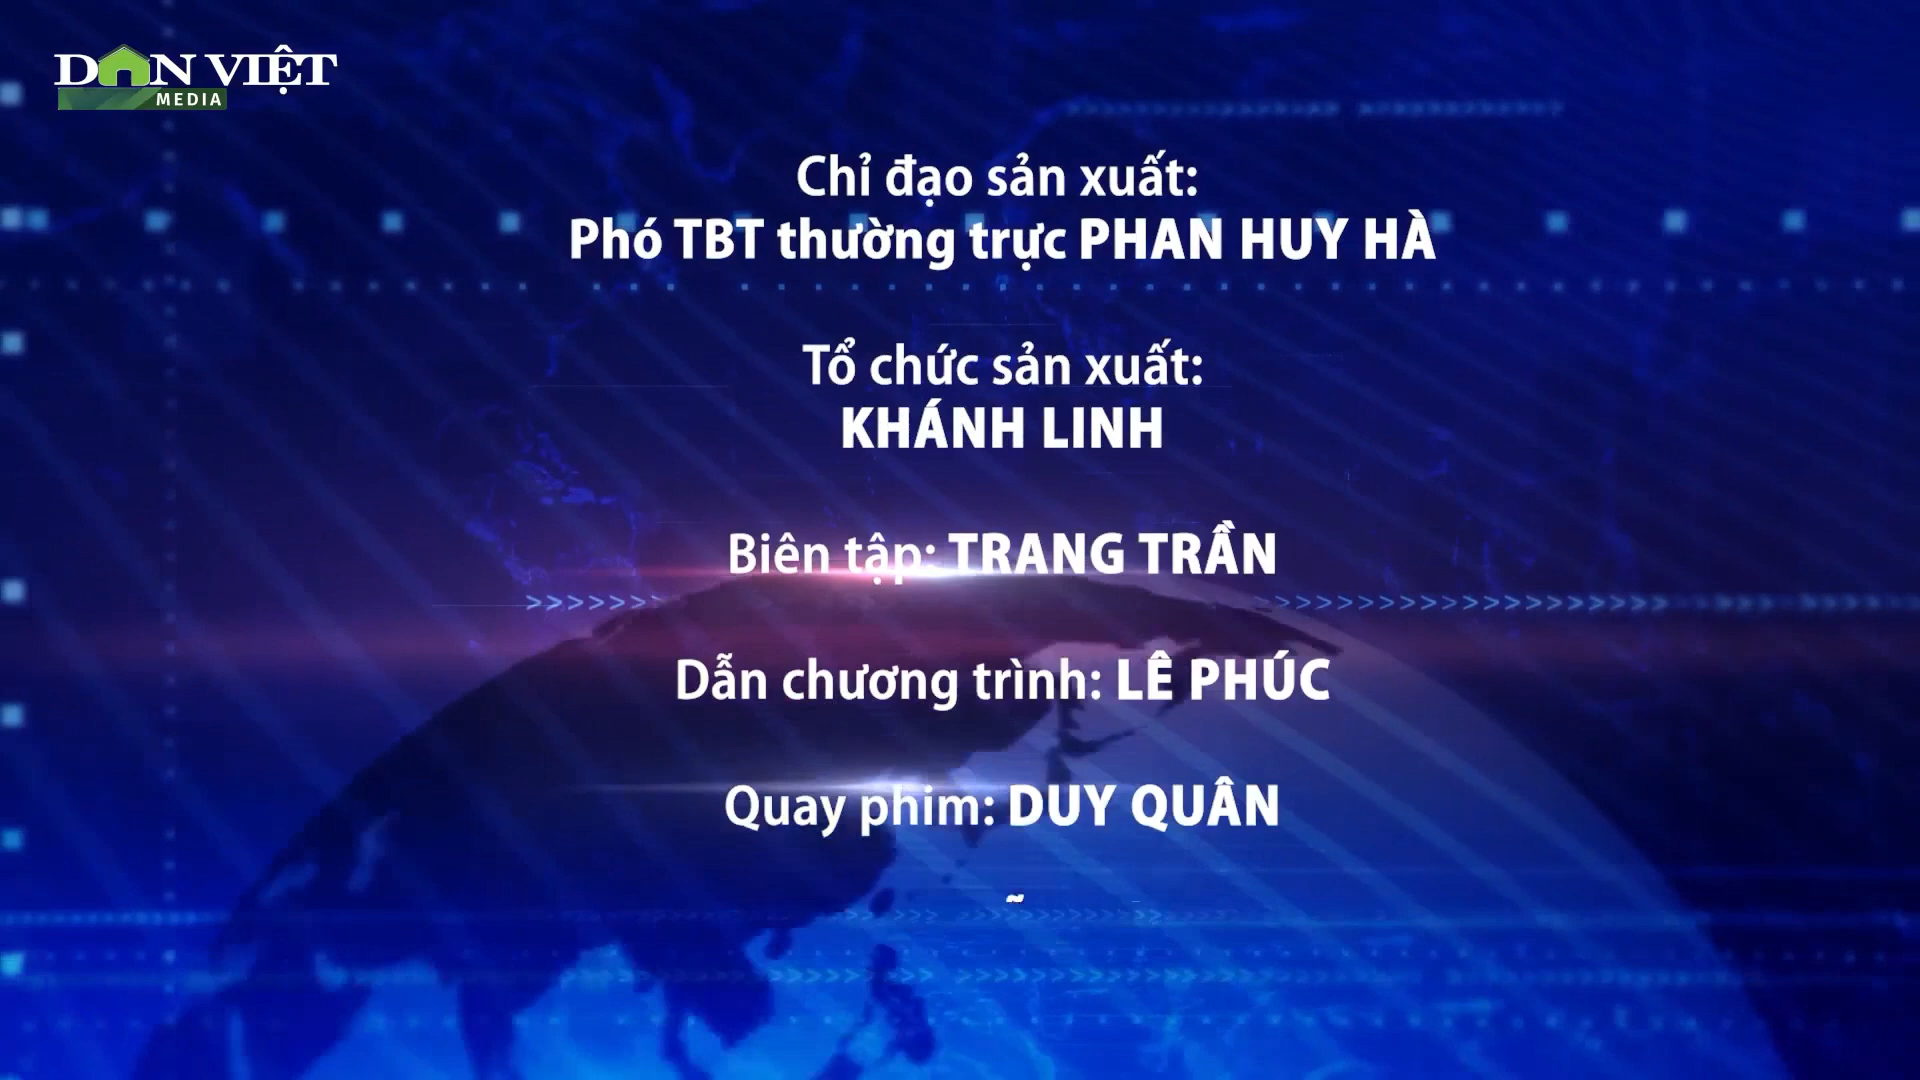 DÂN VIỆT
MEDIA
Chỉ đạo sản xuất:
Phó TBT thường trực PHAN HUY HÀ
Tổ chức sản xuất:
KHÁNH LINH
Biên tập: TRANG TRẦN
Dẫn chương trình: LÊ PHÚC
Quay phim: DUY QUÂN